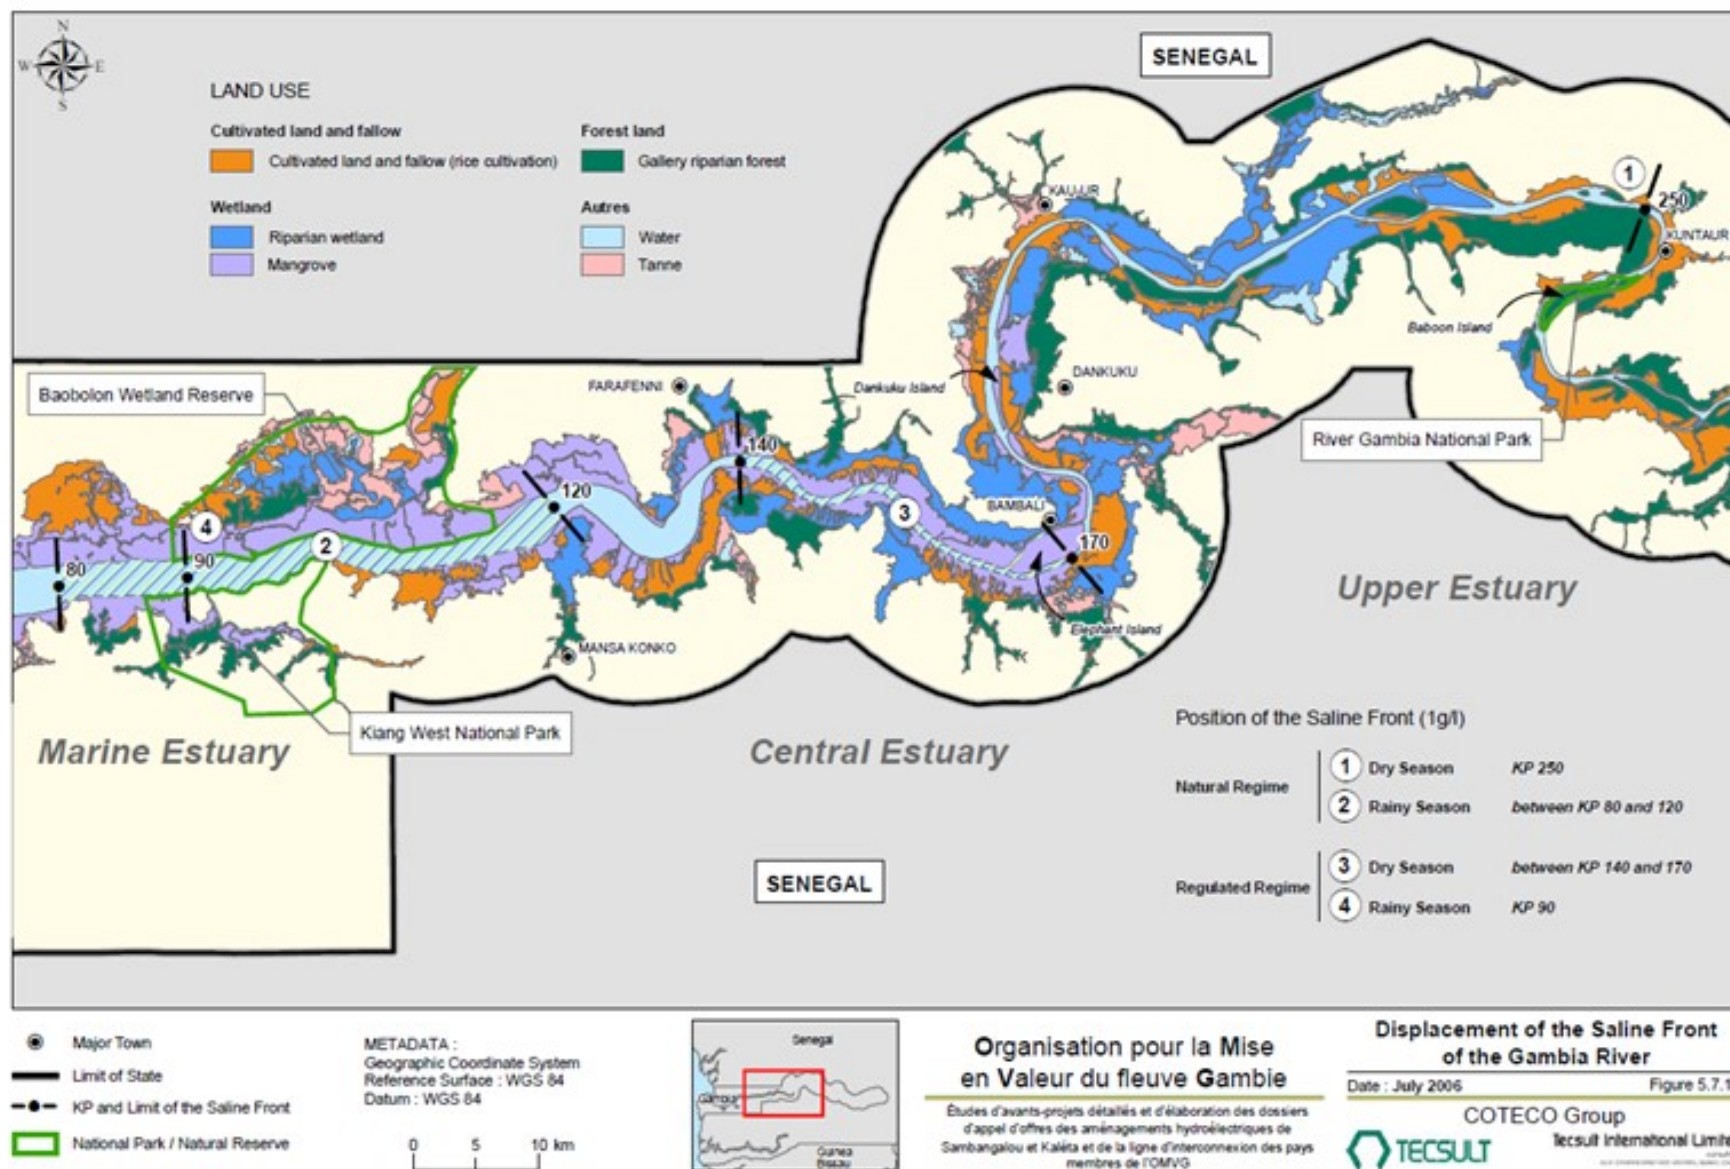 N
W E
S
SENEGAL
LAND USE
Cultivated land and fallow
Cultivated land and fallow (rice cultivation)
Forest land
Gallery riparian forest
Wetland
Riparian wetland
Mangrove
Autres
Water
Tanne
KAU-UR
1
250
KUNTAUR
Baboon Island
Baobolon Wetland Reserve
FARAFENNI
Dankuku Island
DANKUKU
River Gambia National Park
140
120
4
2
3
BAMBALI
170
80
90
Elephant Island
MANSA KONKO
Upper Estuary
Kiang West National Park
Marine Estuary
Central Estuary
SENEGAL
Position of the Saline Front (1g/l)
Natural Regime
1 Dry Season KP 250
2 Rainy Season between KP 80 and 120
Regulated Regime
3 Dry Season between KP 140 and 170
4 Rainy Season KP 90
Major Town
Limit of State
KP and Limit of the Saline Front
National Park / Natural Reserve
METADATA :
Geographic Coordinate System
Reference Surface : WGS 84
Datum : WGS 84
0 5 10 km
Senegal
Guinea
Bissau
Organisation pour la Mise
en Valeur du fleuve Gambie
Études d'avants-projets détaillés et d'élaboration des dossiers
d'appel d'offres des aménagements hydroélectriques de
Sambangalou et Kaléta et de la ligne d'interconnexion des pays
membres de l'OMVG
Displacement of the Saline Front
of the Gambia River
Date : July 2006 Figure 5.7.1
COTECO Group
TECSULT
Tecsult International Limite